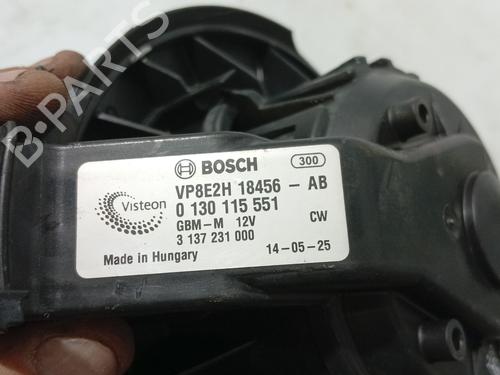 B-PARTS
BOSCH
300
Visteon
VP8E2H 18456 - AB
0 130 115 551
GBM-M 12V
CW
3 137 231 000
Made in Hungary
14-05-25